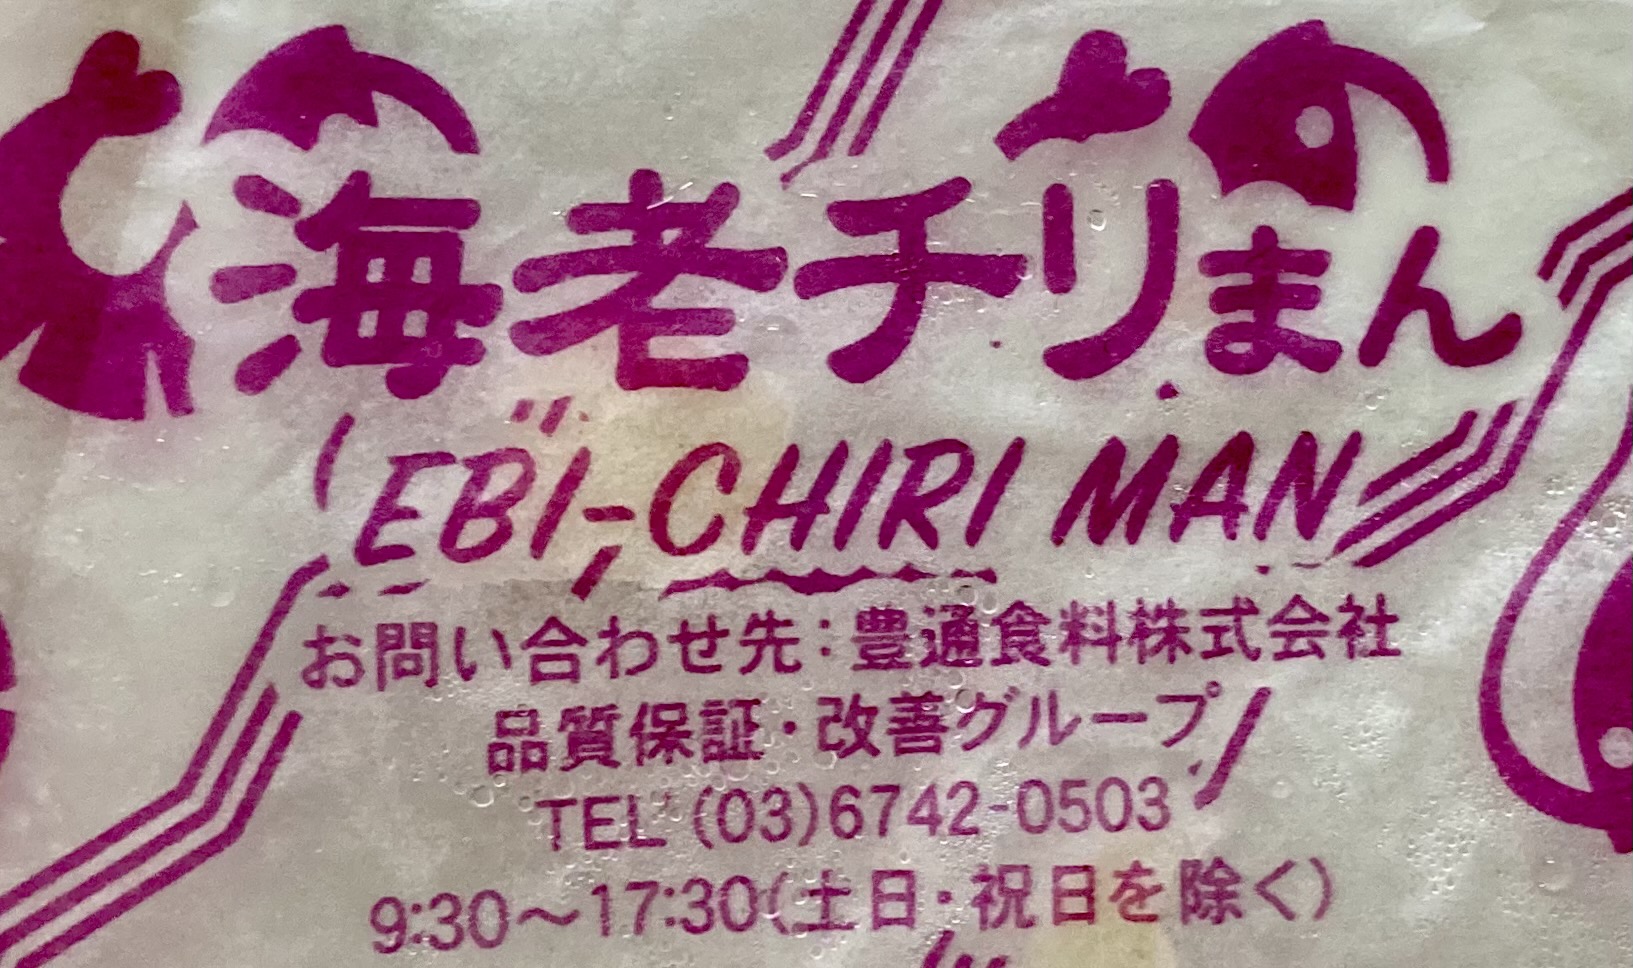 海老チリまん
EBI-CHIRI MAN
お問い合わせ先:豊通食料株式会社
品質保証・改善グループ
TEL (03)6742-0503
9:30〜17:30(土日・祝日を除く)